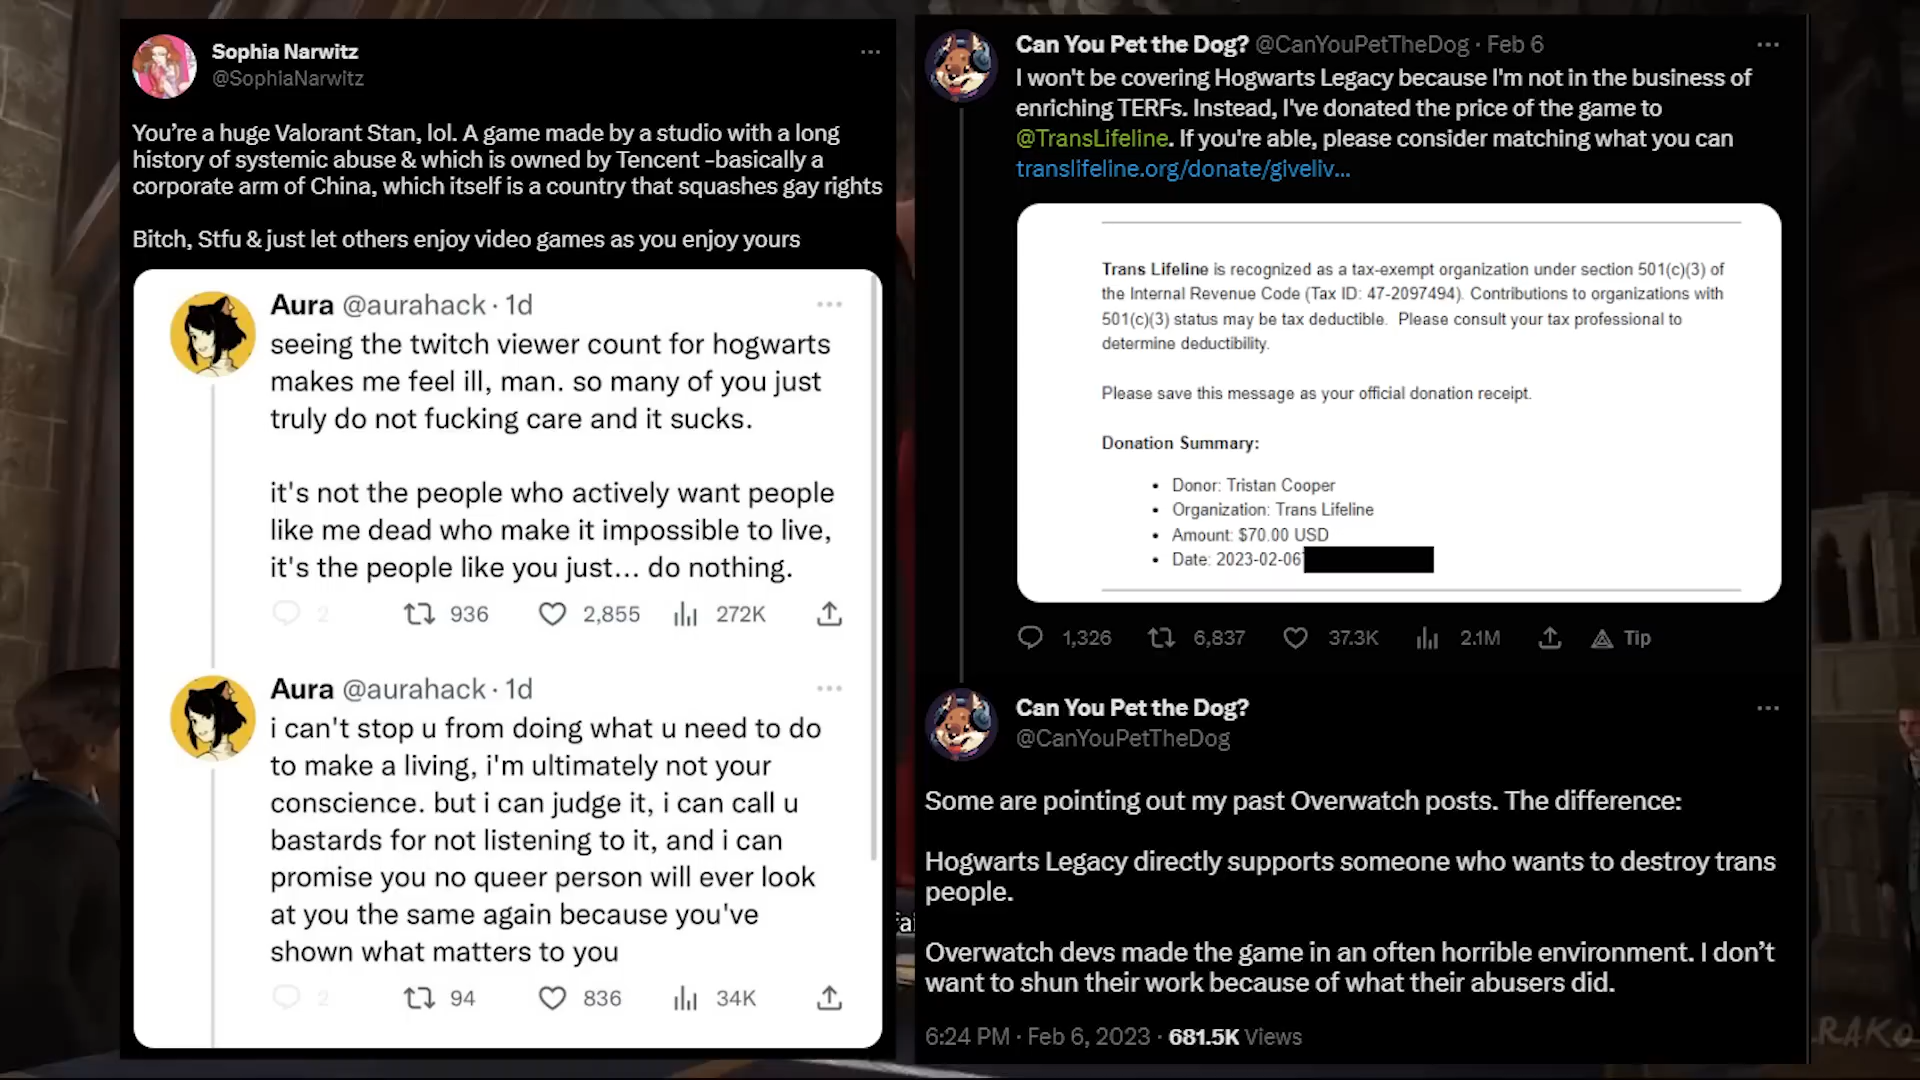 Sophia Narwitz
@SophiaNarwitz
You're a huge Valorant Stan, lol. A game made by a studio with a long
history of systemic abuse & which is owned by Tencent -basically a
corporate arm of China, which itself is a country that squashes gay rights
Bitch, Stfu & just let others enjoy video games as you enjoy yours
Aura @aurahack · 1d
seeing the twitch viewer count for hogwarts
makes me feel ill, man. so many of you just
truly do not fucking care and it sucks.
it's not the people who actively want people
like me dead who make it impossible to live,
it's the people like you just... do nothing.
2 936 2,855 272K
Aura @aurahack · 1d
i can't stop u from doing what u need to do
to make a living, i'm ultimately not your
conscience. but i can judge it, i can call u
bastards for not listening to it, and i can
promise you no queer person will ever look
at you the same again because you've
shown what matters to you
2 94 836 34K
Can You Pet the Dog? @CanYouPetTheDog · Feb 6
I won't be covering Hogwarts Legacy because I'm not in the business of
enriching TERFs. Instead, I've donated the price of the game to
@TransLifeline. If you're able, please consider matching what you can
translifeline.org/donate/giveliv...
Trans Lifeline is recognized as a tax-exempt organization under section 501(c)(3) of
the Internal Revenue Code (Tax ID: 47-2097494). Contributions to organizations with
501(c)(3) status may be tax deductible. Please consult your tax professional to
determine deductibility.
Please save this message as your official donation receipt.
Donation Summary:
• Donor: Tristan Cooper
• Organization: Trans Lifeline
• Amount: $70.00 USD
• Date: 2023-02-06
1,326 6,837 37.3K 2.1M Tip
Can You Pet the Dog?
@CanYouPetTheDog
Some are pointing out my past Overwatch posts. The difference:
Hogwarts Legacy directly supports someone who wants to destroy trans
people.
Overwatch devs made the game in an often horrible environment. I don't
want to shun their work because of what their abusers did.
6:24 PM · Feb 6, 2023 · 681.5K Views